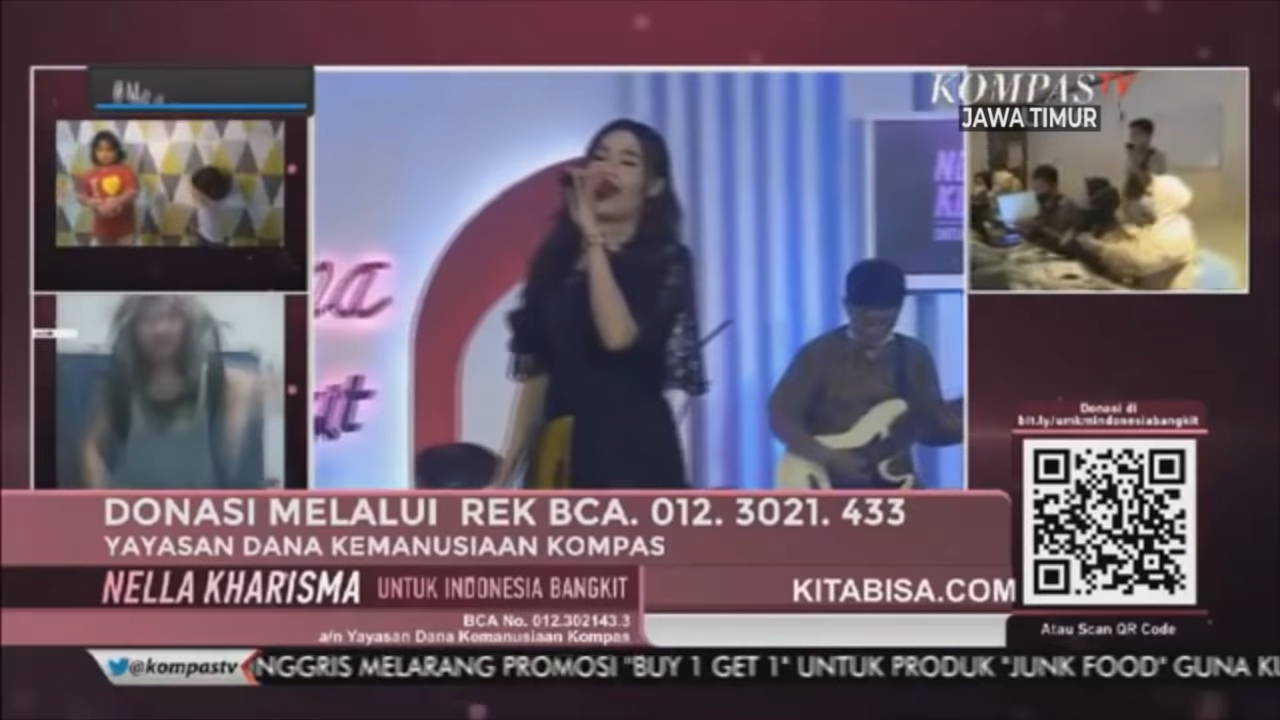 #Ne
KOMPAS TV
JAWA TIMUR
Donasi di
bit.ly/umkmindonesiabangkit
DONASI MELALUI REK BCA. 012. 3021. 433
YAYASAN DANA KEMANUSIAAN KOMPAS
NELLA KHARISMA UNTUK INDONESIA BANGKIT
KITABISA.COM
BCA No. 012.302143.3
a/n Yayasan Dana Kemanusiaan Kompas
Atau Scan QR Code
@kompastv INGGRIS MELARANG PROMOSI "BUY 1 GET 1" UNTUK PRODUK "JUNK FOOD" GUNA